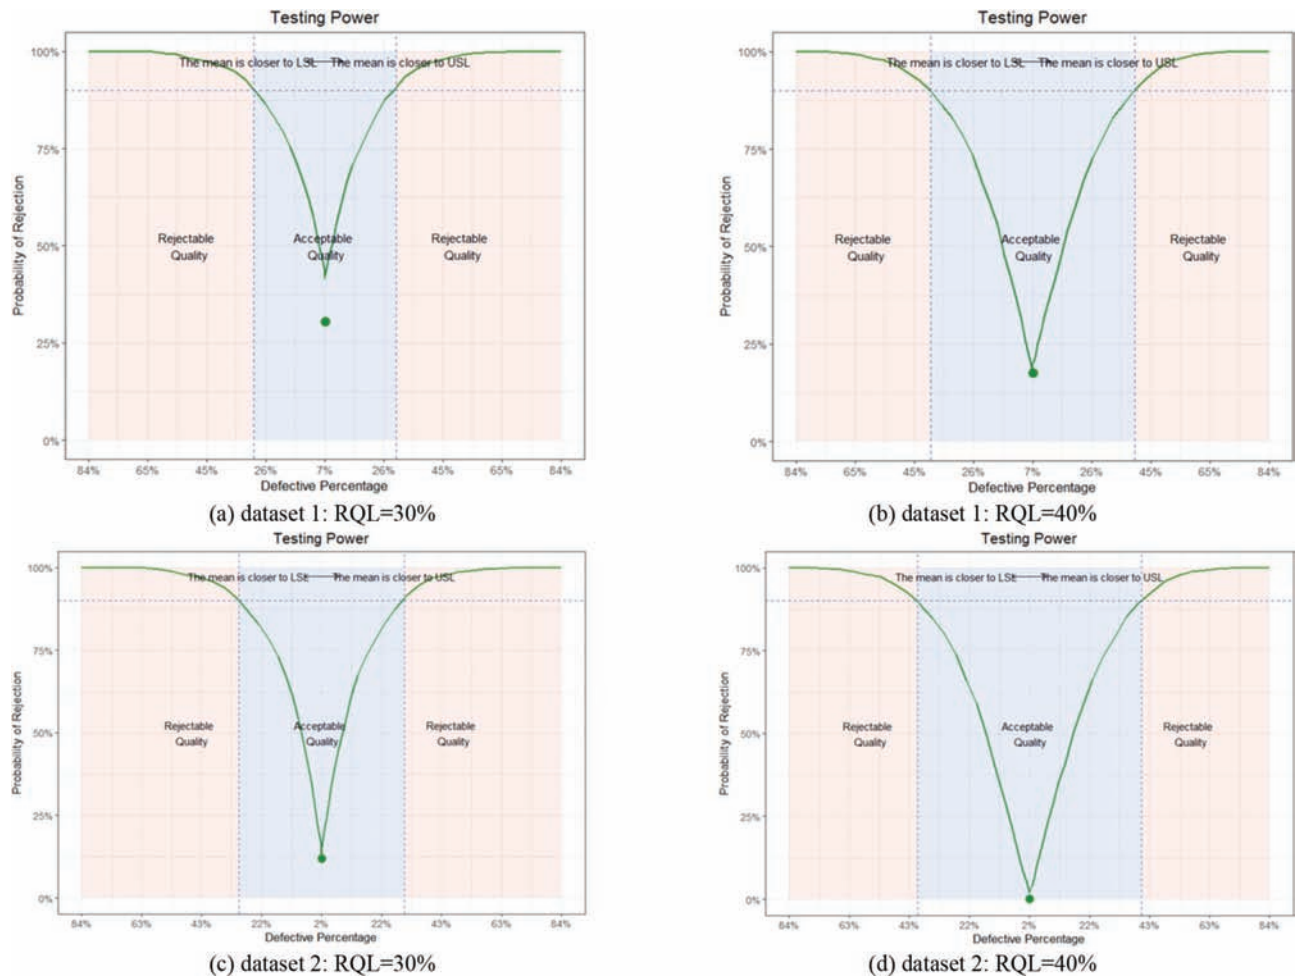 Testing Power
100%
The mean is closer to LSL
The mean is closer to USL
75%
Probability of Rejection
50%
Rejectable
Quality
Acceptable
Quality
Rejectable
Quality
25%
0%
84% 65% 45% 26% 7% 26% 45% 65% 84%
Defective Percentage
(a) dataset 1: RQL=30%
Testing Power
100%
The mean is closer to LSL
The mean is closer to USL
75%
Probability of Rejection
50%
Rejectable
Quality
Acceptable
Quality
Rejectable
Quality
25%
0%
84% 65% 45% 26% 7% 26% 45% 65% 84%
Defective Percentage
(b) dataset 1: RQL=40%
Testing Power
100%
The mean is closer to LSL
The mean is closer to USL
75%
Probability of Rejection
50%
Rejectable
Quality
Acceptable
Quality
Rejectable
Quality
25%
0%
84% 63% 43% 22% 2% 22% 43% 63% 84%
Defective Percentage
(c) dataset 2: RQL=30%
Testing Power
100%
The mean is closer to LSL
The mean is closer to USL
75%
Probability of Rejection
50%
Rejectable
Quality
Acceptable
Quality
Rejectable
Quality
25%
0%
84% 63% 43% 22% 2% 22% 43% 63% 84%
Defective Percentage
(d) dataset 2: RQL=40%